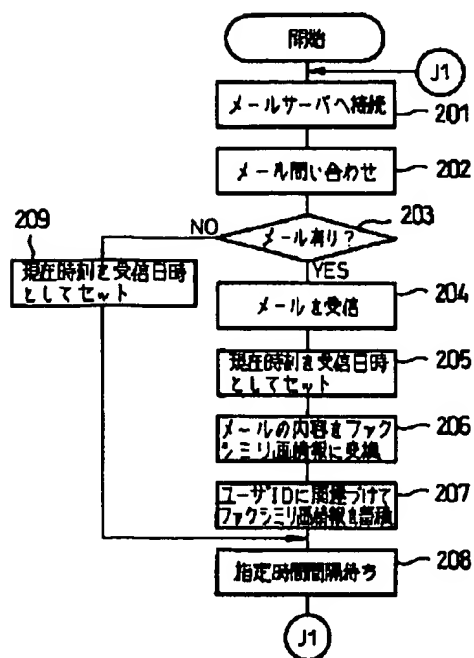 開始
J1
メールサーバへ接続
201
メール問い合わせ
202
203
メール有り?
NO
YES
209
現在時刻を受信日時
としてセット
メールを受信
204
現在時刻を受信日時
としてセット
205
メールの内容をファク
シミリ画情報に変換
206
ユーザIDに関連づけて
ファクシミリ画情報を蓄積
207
指定時間間隔待ち
208
J1